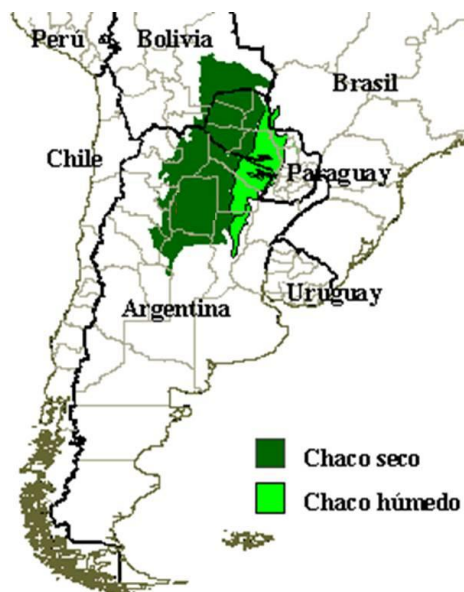 Perú
Bolivia
Brasil
Chile
Paraguay
Uruguay
Argentina
Chaco seco
Chaco húmedo